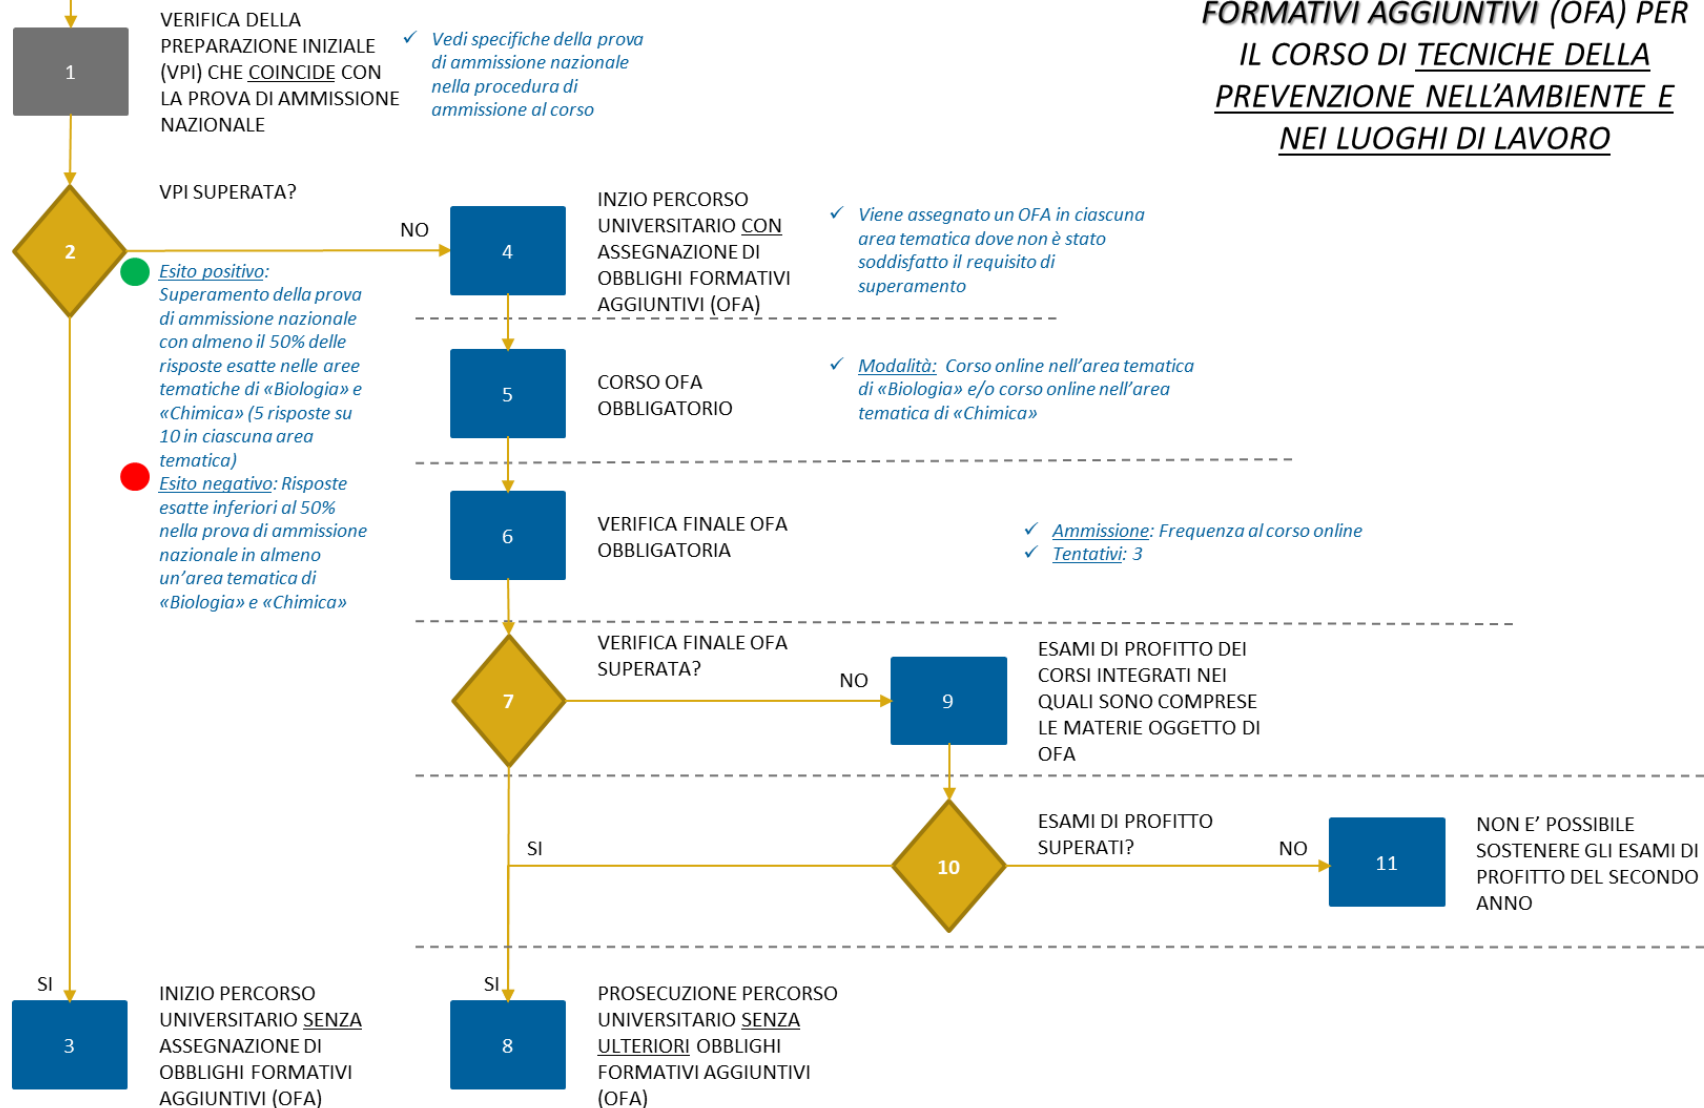 FORMATIVI AGGIUNTIVI (OFA) PER
IL CORSO DI TECNICHE DELLA
PREVENZIONE NELL’AMBIENTE E
NEI LUOGHI DI LAVORO
1
VERIFICA DELLA
PREPARAZIONE INIZIALE
(VPI) CHE COINCIDE CON
LA PROVA DI AMMISSIONE
NAZIONALE
✓ Vedi specifiche della prova
di ammissione nazionale
nella procedura di
ammissione al corso
2
VPI SUPERATA?
NO
Esito positivo:
Superamento della prova
di ammissione nazionale
con almeno il 50% delle
risposte esatte nelle aree
tematiche di «Biologia» e
«Chimica» (5 risposte su
10 in ciascuna area
tematica)
Esito negativo: Risposte
esatte inferiori al 50%
nella prova di ammissione
nazionale in almeno
un’area tematica di
«Biologia» e «Chimica»
4
INZIO PERCORSO
UNIVERSITARIO CON
ASSEGNAZIONE DI
OBBLIGHI FORMATIVI
AGGIUNTIVI (OFA)
✓ Viene assegnato un OFA in ciascuna
area tematica dove non è stato
soddisfatto il requisito di
superamento
5
CORSO OFA
OBBLIGATORIO
✓ Modalità: Corso online nell’area tematica
di «Biologia» e/o corso online nell’area
tematica di «Chimica»
6
VERIFICA FINALE OFA
OBBLIGATORIA
✓ Ammissione: Frequenza al corso online
✓ Tentativi: 3
7
VERIFICA FINALE OFA
SUPERATA?
NO
9
ESAMI DI PROFITTO DEI
CORSI INTEGRATI NEI
QUALI SONO COMPRESE
LE MATERIE OGGETTO DI
OFA
SI
10
ESAMI DI PROFITTO
SUPERATI?
NO
11
NON E’ POSSIBILE
SOSTENERE GLI ESAMI DI
PROFITTO DEL SECONDO
ANNO
SI
3
INIZIO PERCORSO
UNIVERSITARIO SENZA
ASSEGNAZIONE DI
OBBLIGHI FORMATIVI
AGGIUNTIVI (OFA)
SI
8
PROSECUZIONE PERCORSO
UNIVERSITARIO SENZA
ULTERIORI OBBLIGHI
FORMATIVI AGGIUNTIVI
(OFA)